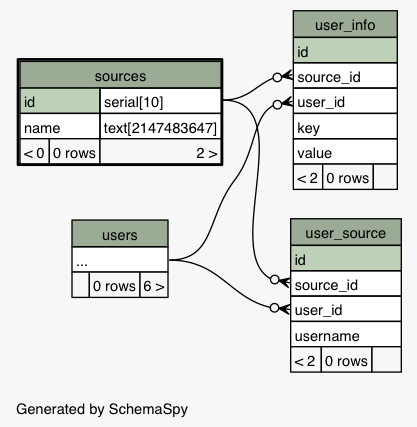 sources
id serial[10]
name text[2147483647]
< 0 0 rows 2 >
users
...
0 rows 6 >
user_info
id
source_id
user_id
key
value
< 2 0 rows
user_source
id
source_id
user_id
username
< 2 0 rows
Generated by SchemaSpy